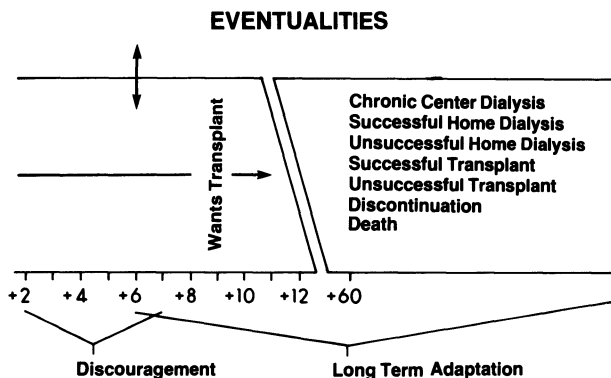 EVENTUALITIES
Wants Transplant
Chronic Center Dialysis
Successful Home Dialysis
Unsuccessful Home Dialysis
Successful Transplant
Unsuccessful Transplant
Discontinuation
Death
+2 +4 +6 +8 +10 +12 +60
Discouragement Long Term Adaptation